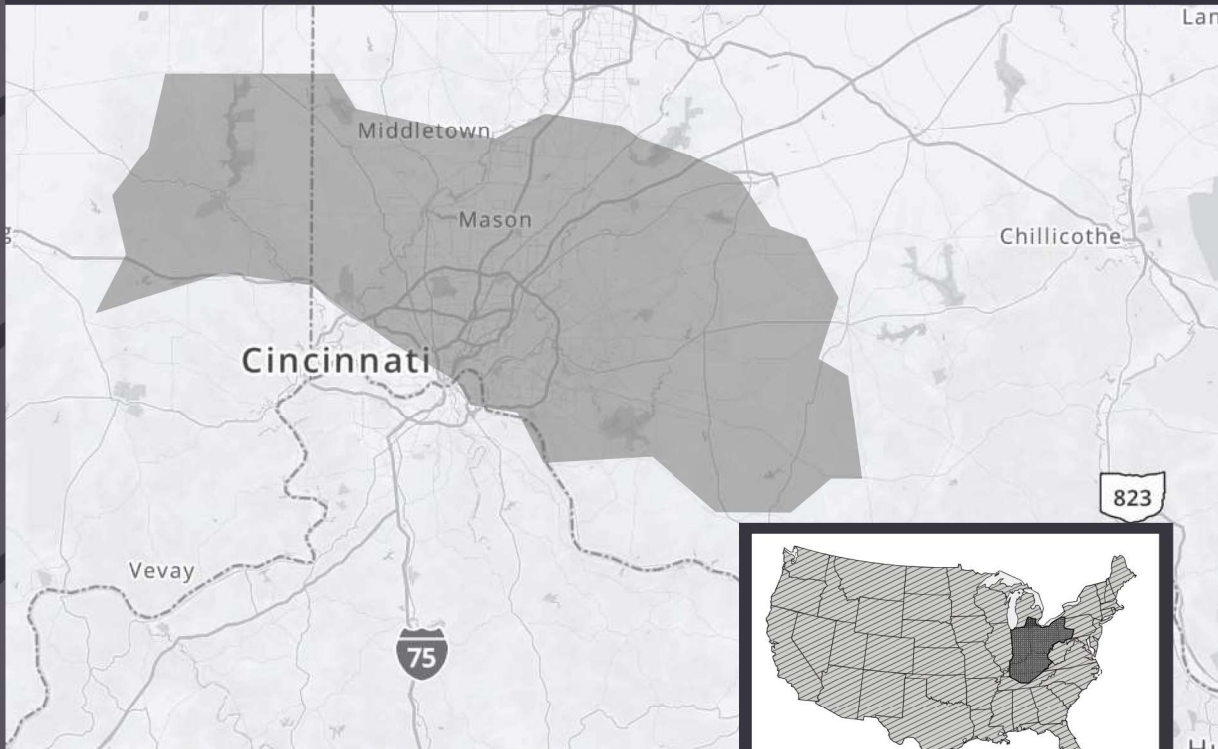 Lan
Middletown
Mason
Chillicothe
g
Cincinnati
823
Vevay
75
H